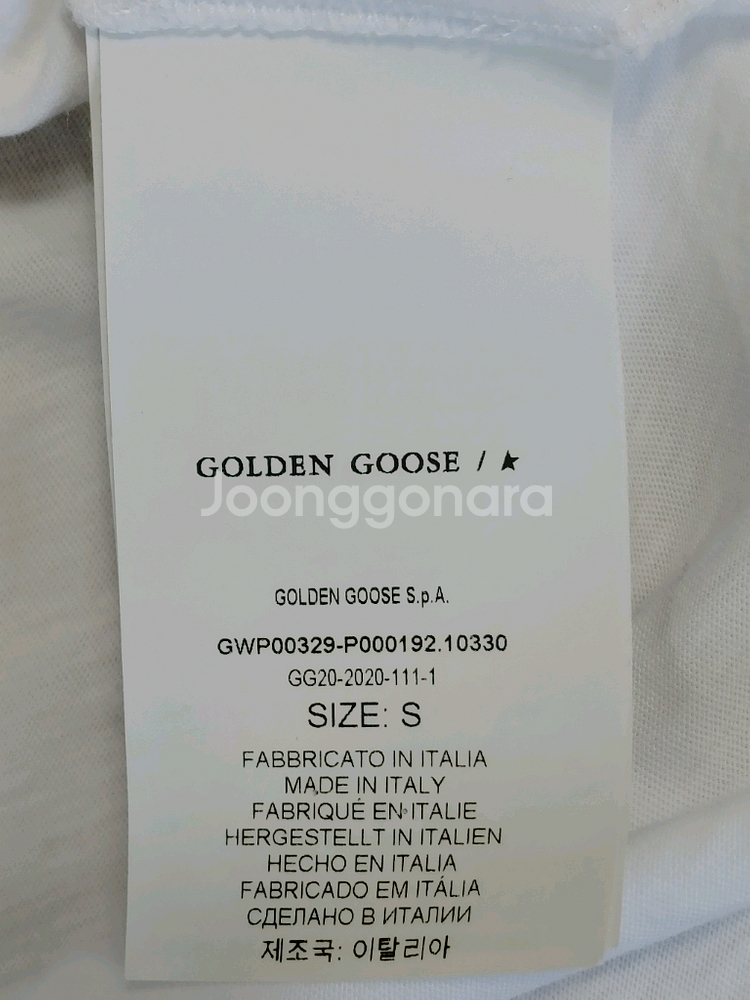 GOLDEN GOOSE / ★
Joonggonara
GOLDEN GOOSE S.p.A.
GWP00329-P000192.10330
GG20-2020-111-1
SIZE: S
FABBRICATO IN ITALIA
MADE IN ITALY
FABRIQUÉ EN ITALIE
HERGESTELLT IN ITALIEN
HECHO EN ITALIA
FABRICADO EM ITÁLIA
СДЕЛАНО В ИТАЛИИ
제조국: 이탈리아